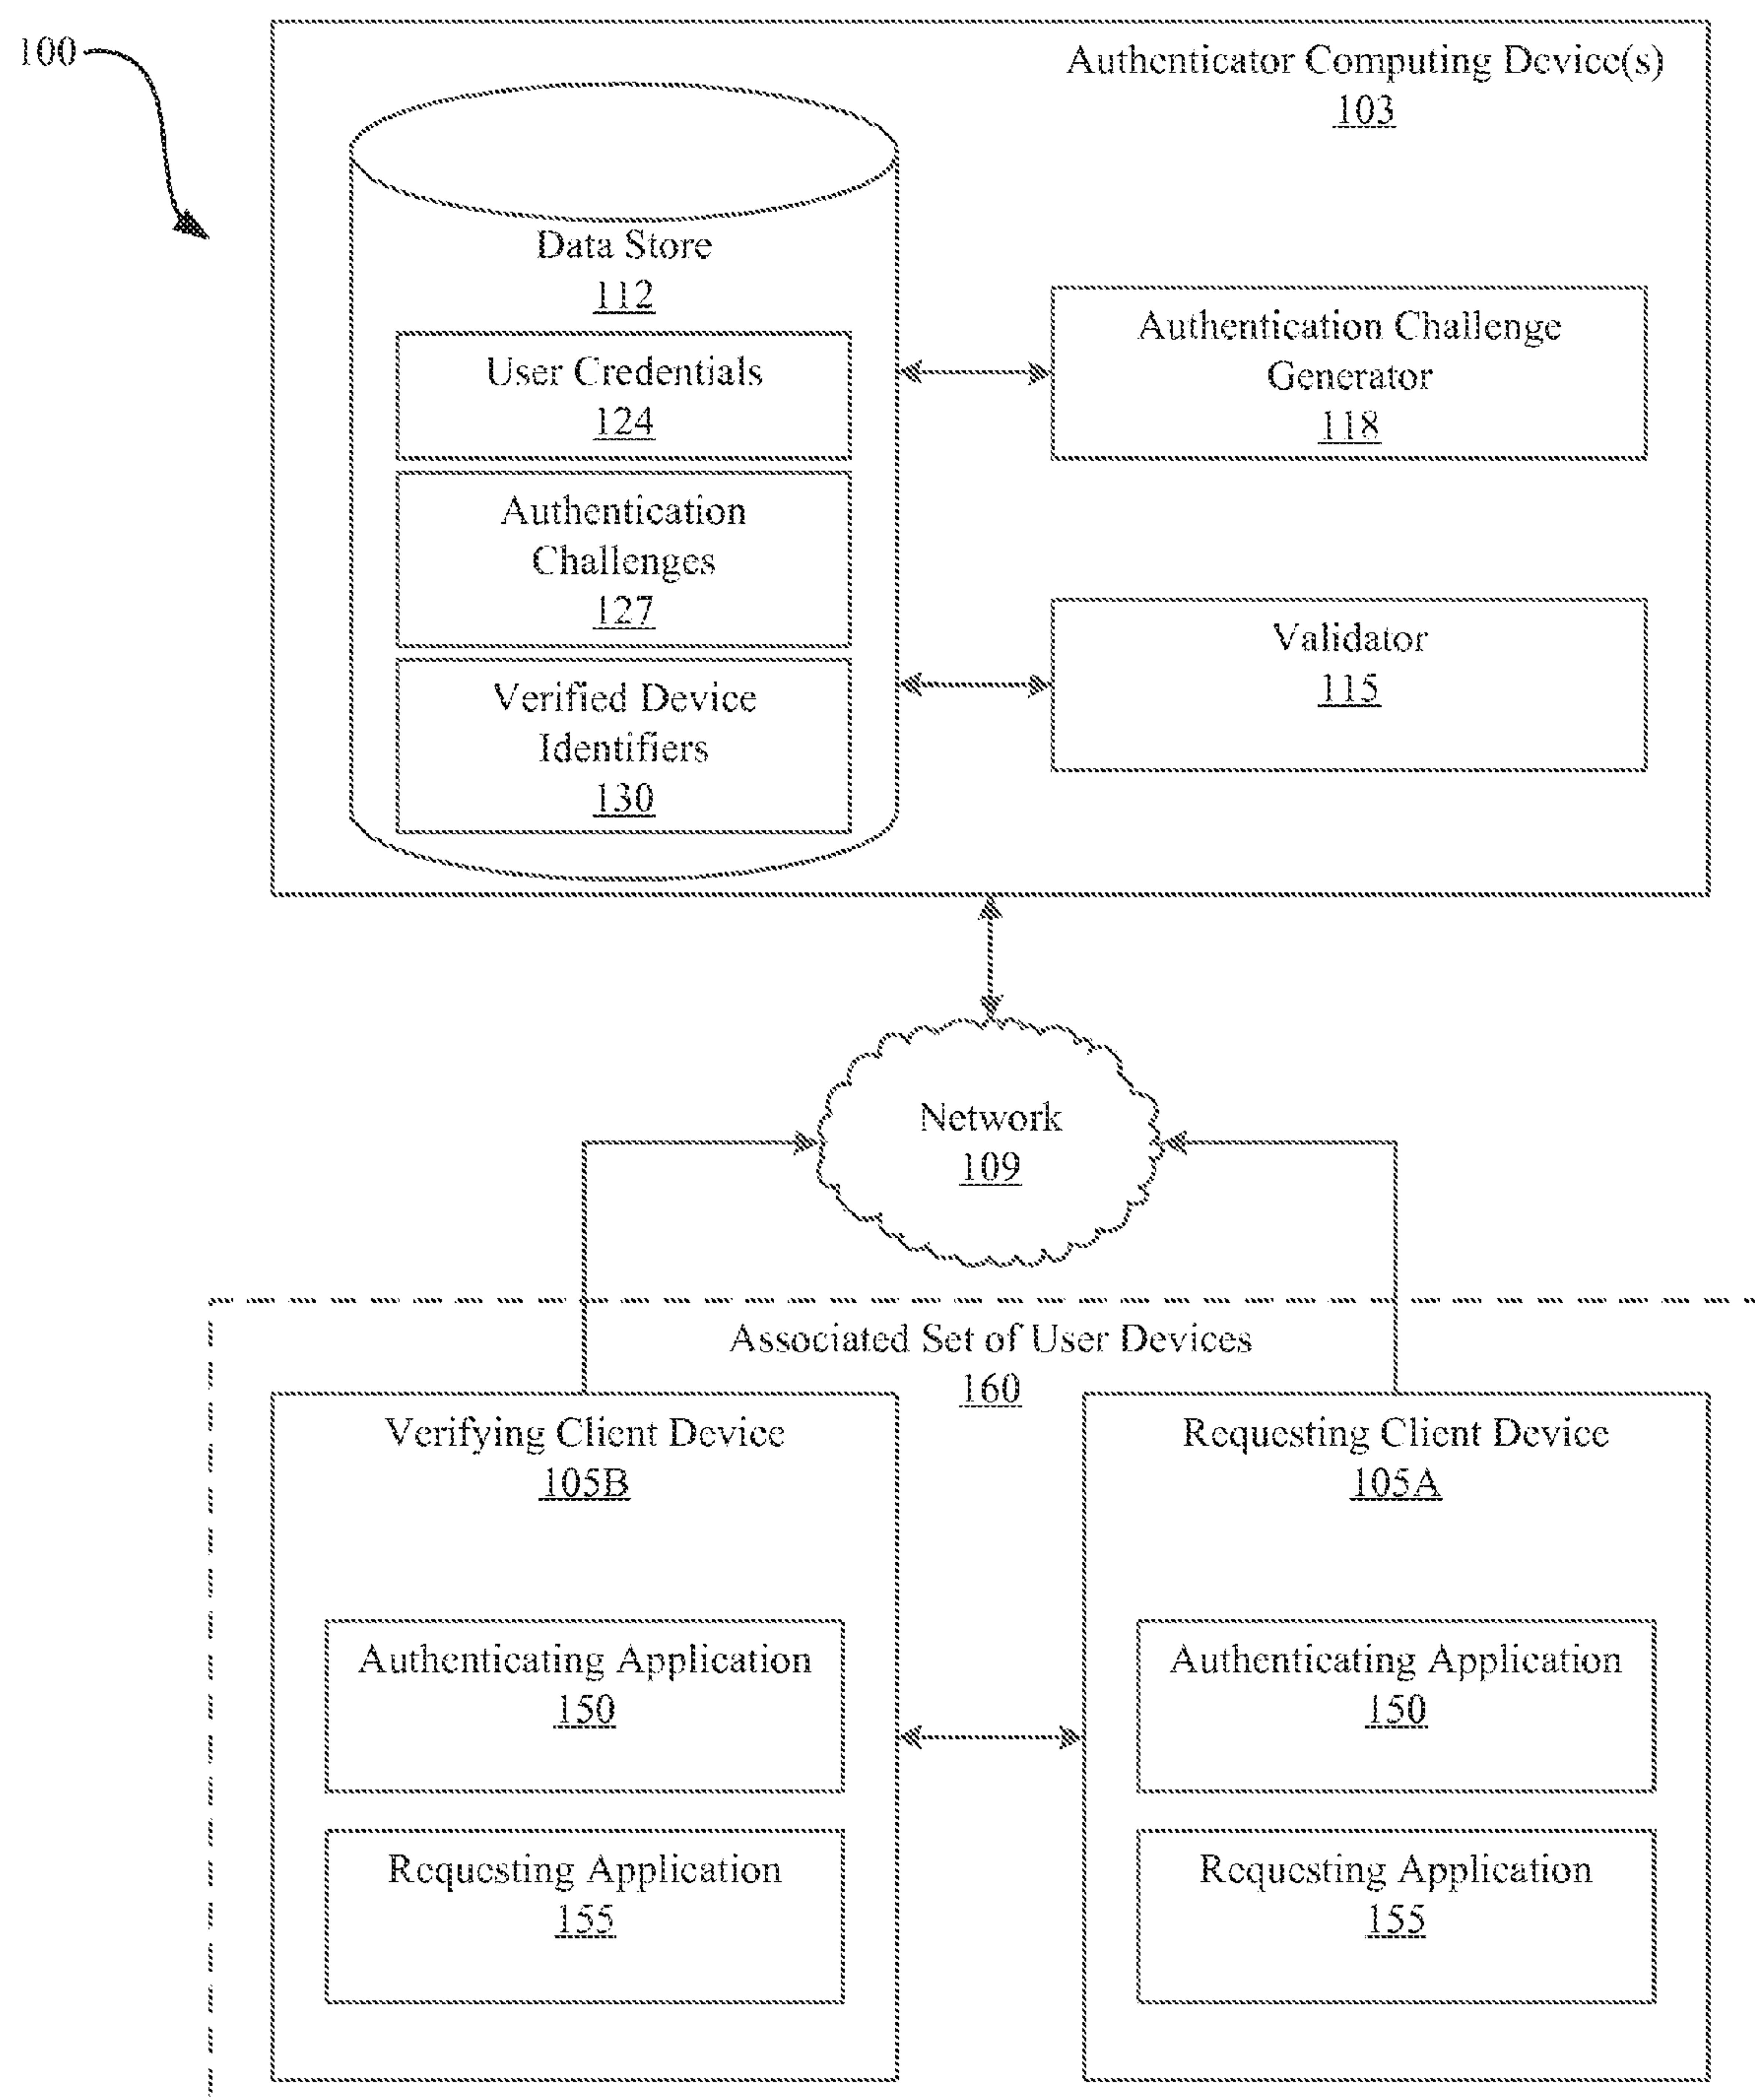 100
Authenticator Computing Device(s)
103
Data Store
112
User Credentials
124
Authentication
Challenges
127
Verified Device
Identifiers
130
Authentication Challenge
Generator
118
Validator
115
Network
109
Associated Set of User Devices
160
Verifying Client Device
105B
Authenticating Application
150
Requesting Application
155
Requesting Client Device
105A
Authenticating Application
150
Requesting Application
155